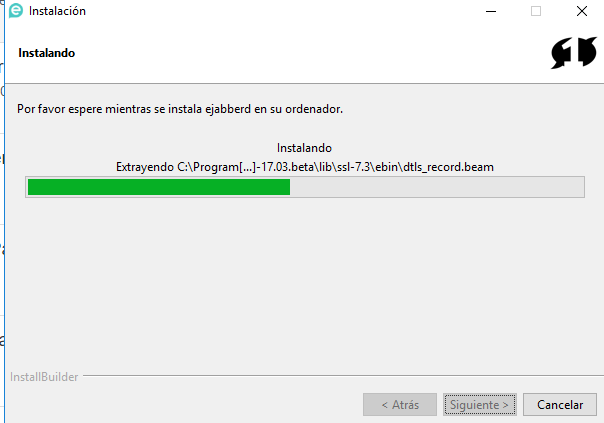 Instalación
Instalando
Por favor espere mientras se instala ejabberd en su ordenador.
Instalando
Extrayendo C:\Program[...]-17.03.beta\lib\ssl-7.3\ebin\dtls_record.beam
InstallBuilder
< Atrás
Siguiente >
Cancelar